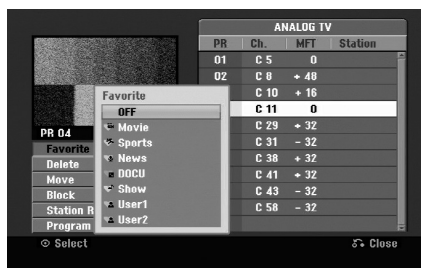 ANALOG TV
PR Ch. MFT Station
01 C 5 0
02 C 8 + 48
C 10 + 16
C 11 0
C 29 + 32
C 31 - 32
C 38 + 32
C 41 + 32
C 43 - 32
C 58 - 32
PR 04
Favorite
Delete
Move
Block
Station R
Program
Favorite
OFF
Movie
Sports
News
DOCU
Show
User1
User2
Select
Close